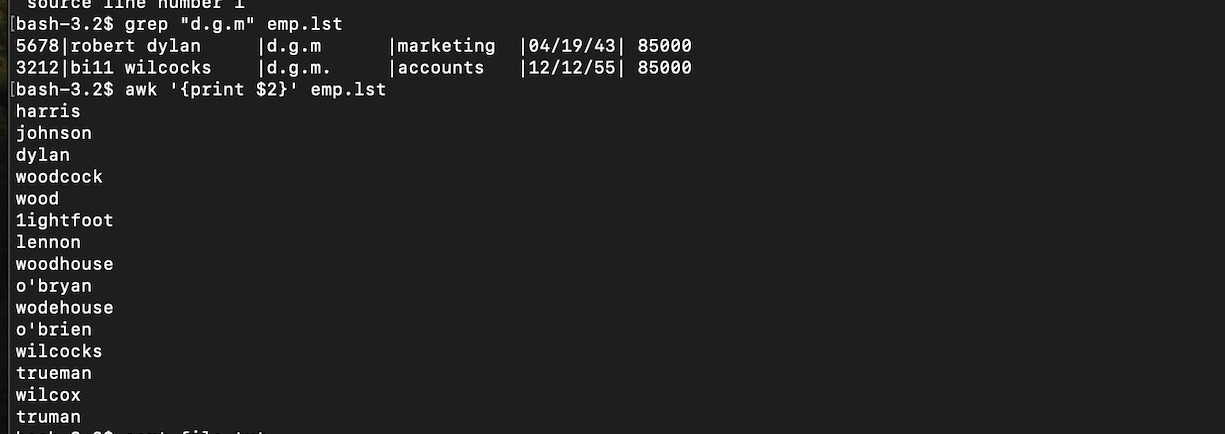 source line number 1
[bash-3.2$ grep "d.g.m" emp.lst
5678|robert dylan     |d.g.m      |marketing  |04/19/43| 85000
3212|bi11 wilcocks    |d.g.m.     |accounts   |12/12/55| 85000
[bash-3.2$ awk '{print $2}' emp.lst
harris
johnson
dylan
woodcock
wood
1ightfoot
lennon
woodhouse
o'bryan
wodehouse
o'brien
wilcocks
trueman
wilcox
truman